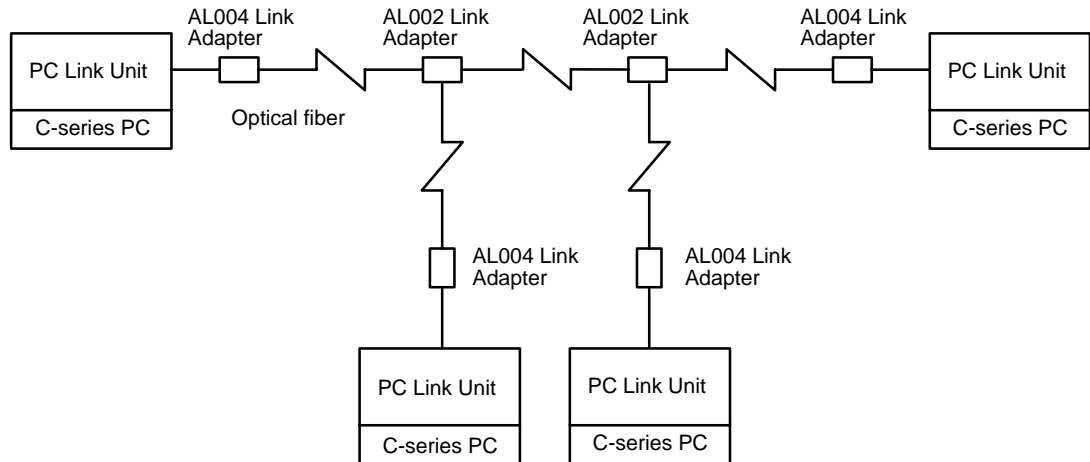 AL004 Link
Adapter
AL002 Link
Adapter
AL002 Link
Adapter
AL004 Link
Adapter
PC Link Unit
C-series PC
Optical fiber
PC Link Unit
C-series PC
AL004 Link
Adapter
AL004 Link
Adapter
PC Link Unit
C-series PC
PC Link Unit
C-series PC